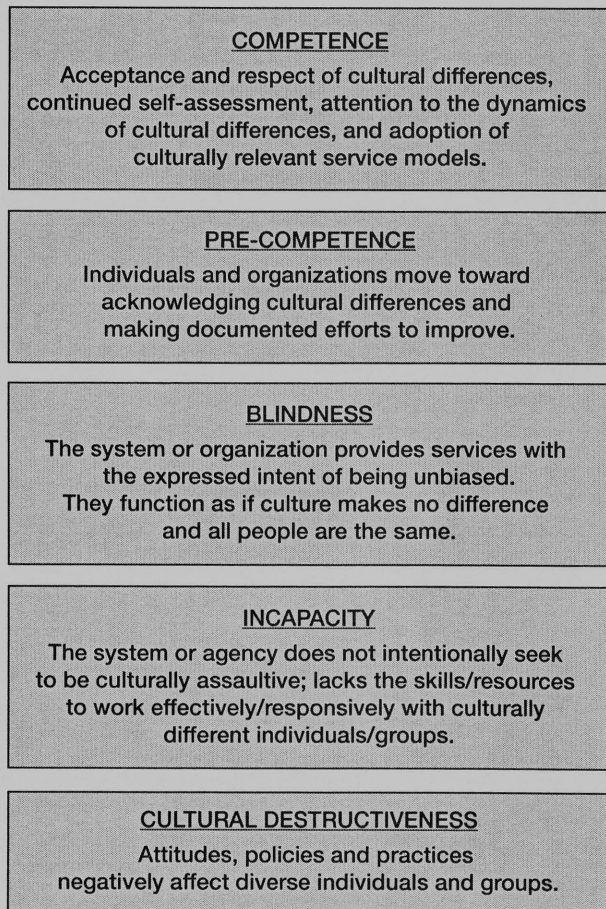 COMPETENCE
Acceptance and respect of cultural differences,
continued self-assessment, attention to the dynamics
of cultural differences, and adoption of
culturally relevant service models.
PRE-COMPETENCE
Individuals and organizations move toward
acknowledging cultural differences and
making documented efforts to improve.
BLINDNESS
The system or organization provides services with
the expressed intent of being unbiased.
They function as if culture makes no difference
and all people are the same.
INCAPACITY
The system or agency does not intentionally seek
to be culturally assaultive; lacks the skills/resources
to work effectively/responsively with culturally
different individuals/groups.
CULTURAL DESTRUCTIVENESS
Attitudes, policies and practices
negatively affect diverse individuals and groups.